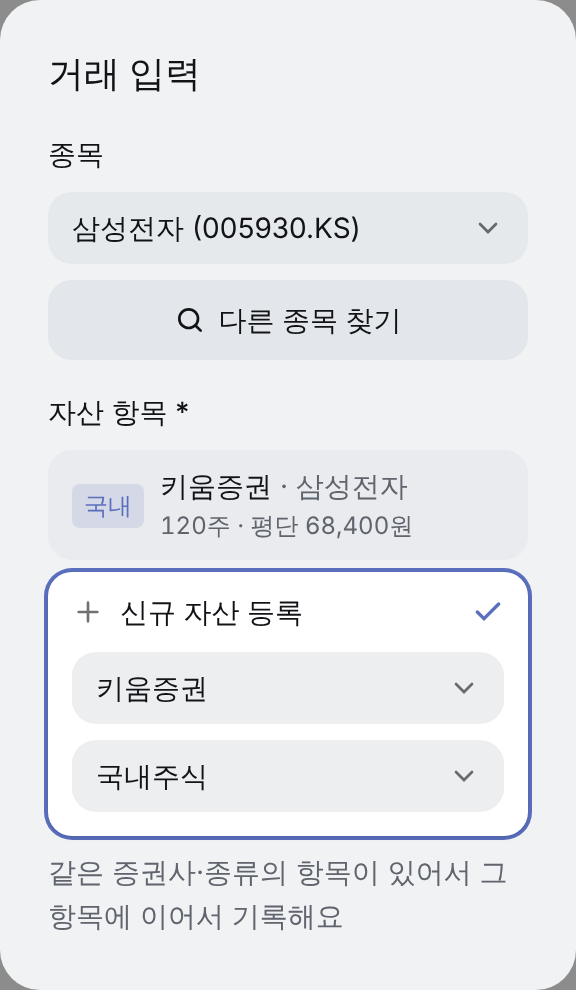 거래 입력
종목
삼성전자 (005930.KS)
다른 종목 찾기
자산 항목 *
국내
키움증권 · 삼성전자
120주 · 평단 68,400원
신규 자산 등록
키움증권
국내주식
같은 증권사·종류의 항목이 있어서 그
항목에 이어서 기록해요